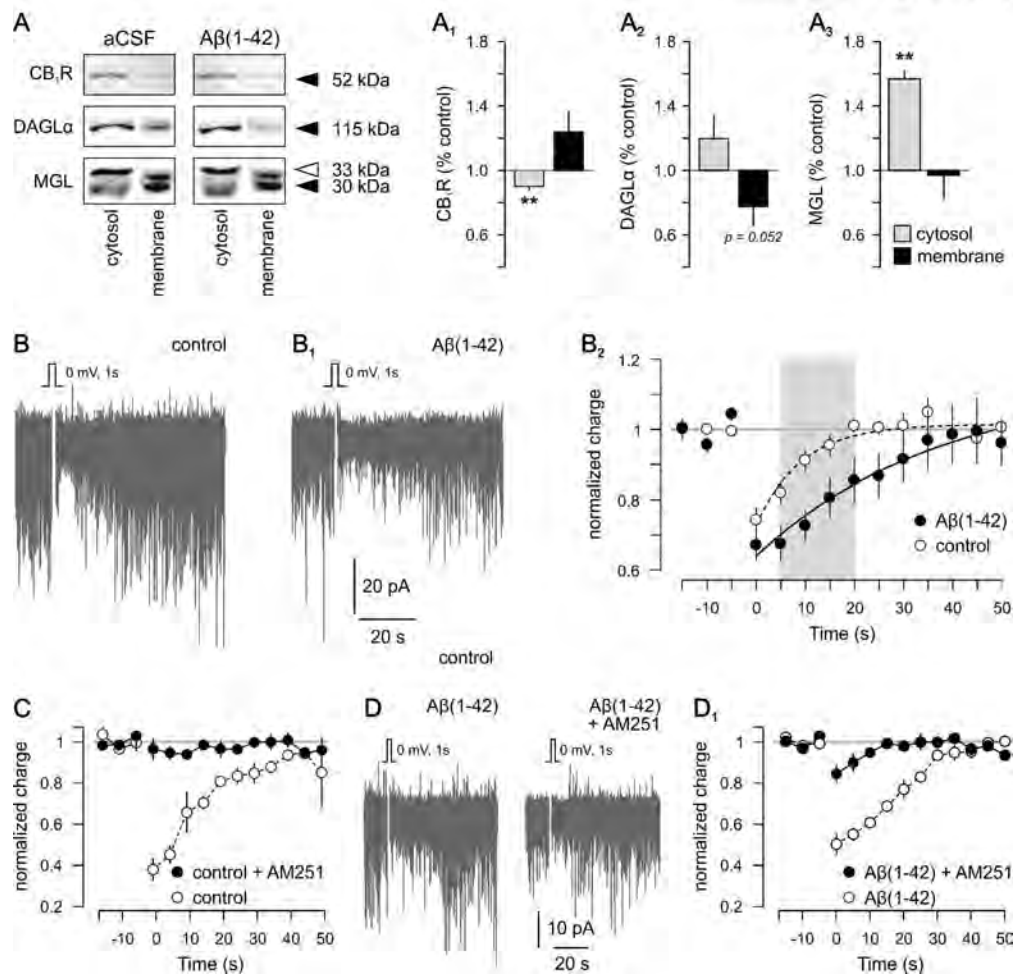 A
aCSF
Aβ(1-42)
CB₁R
52 kDa
DAGLα
115 kDa
MGL
33 kDa
30 kDa
cytosol
membrane
cytosol
membrane
A₁
CB₁R (% control)
1.8
1.4
1.0
0.6
**
A₂
DAGLα (% control)
1.8
1.4
1.0
0.6
p = 0.052
A₃
MGL (% control)
1.8
1.4
1.0
0.6
**
cytosol
membrane
B
control
0 mV, 1s
B₁
Aβ(1-42)
0 mV, 1s
20 pA
20 s
control
B₂
normalized charge
1.2
1
0.8
0.6
Aβ(1-42)
control
-10 0 10 20 30 40 50
Time (s)
C
normalized charge
1
0.8
0.6
0.4
0.2
control + AM251
control
-10 0 10 20 30 40 50
Time (s)
D
Aβ(1-42)
0 mV, 1s
Aβ(1-42)
+ AM251
0 mV, 1s
10 pA
20 s
D₁
normalized charge
1
0.8
0.6
0.4
0.2
Aβ(1-42) + AM251
Aβ(1-42)
-10 0 10 20 30 40 50
Time (s)